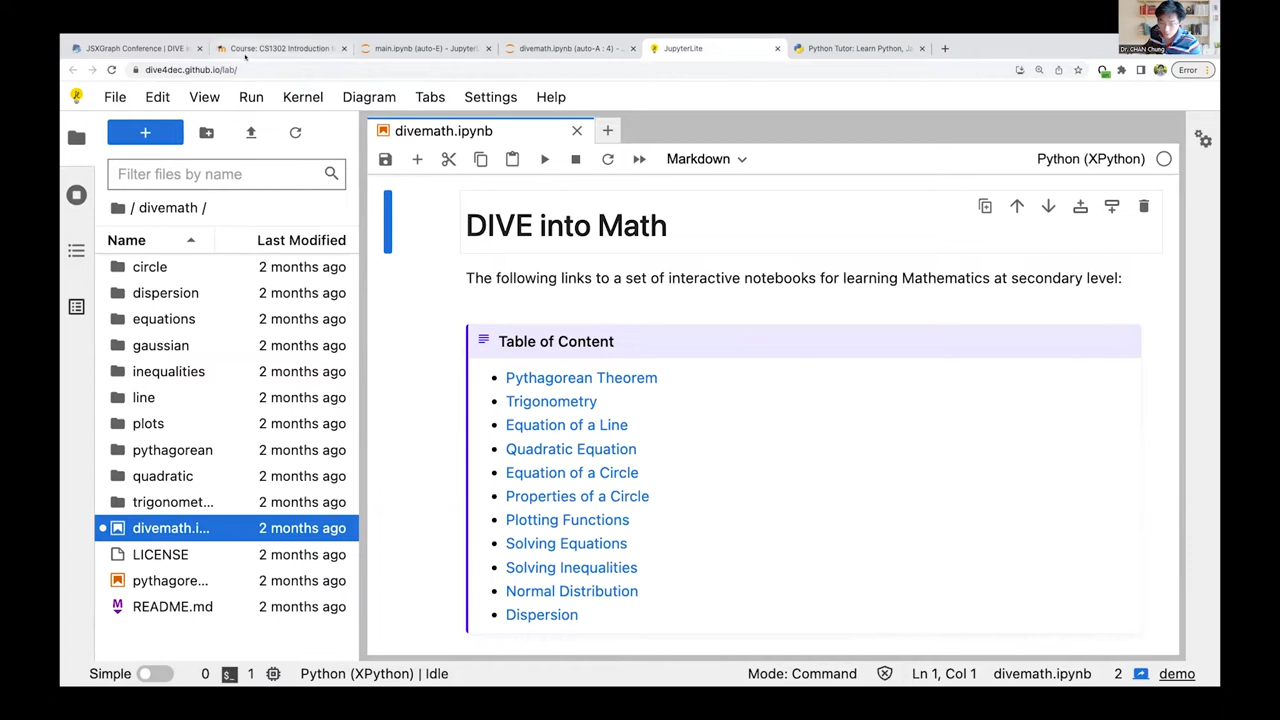 Dr. CHAN Chung
JSXGraph Conference | DIVE
Course: CS1302 Introduction
main.ipynb (auto-E) - Jupyter
divemath.ipynb (auto-A : 4) -
JupyterLite
Python Tutor: Learn Python, Ja
dive4dec.github.io/lab/
Error
File Edit View Run Kernel Diagram Tabs Settings Help
divemath.ipynb
Filter files by name
Markdown
Python (XPython)
/ divemath /
Name Last Modified
circle 2 months ago
dispersion 2 months ago
equations 2 months ago
gaussian 2 months ago
inequalities 2 months ago
line 2 months ago
plots 2 months ago
pythagorean 2 months ago
quadratic 2 months ago
trigonomet... 2 months ago
divemath.i... 2 months ago
LICENSE 2 months ago
pythagore... 2 months ago
README.md 2 months ago
DIVE into Math
The following links to a set of interactive notebooks for learning Mathematics at secondary level:
Table of Content
Pythagorean Theorem
Trigonometry
Equation of a Line
Quadratic Equation
Equation of a Circle
Properties of a Circle
Plotting Functions
Solving Equations
Solving Inequalities
Normal Distribution
Dispersion
Simple 0 $_ 1 Python (XPython) | Idle Mode: Command Ln 1, Col 1 divemath.ipynb 2 demo